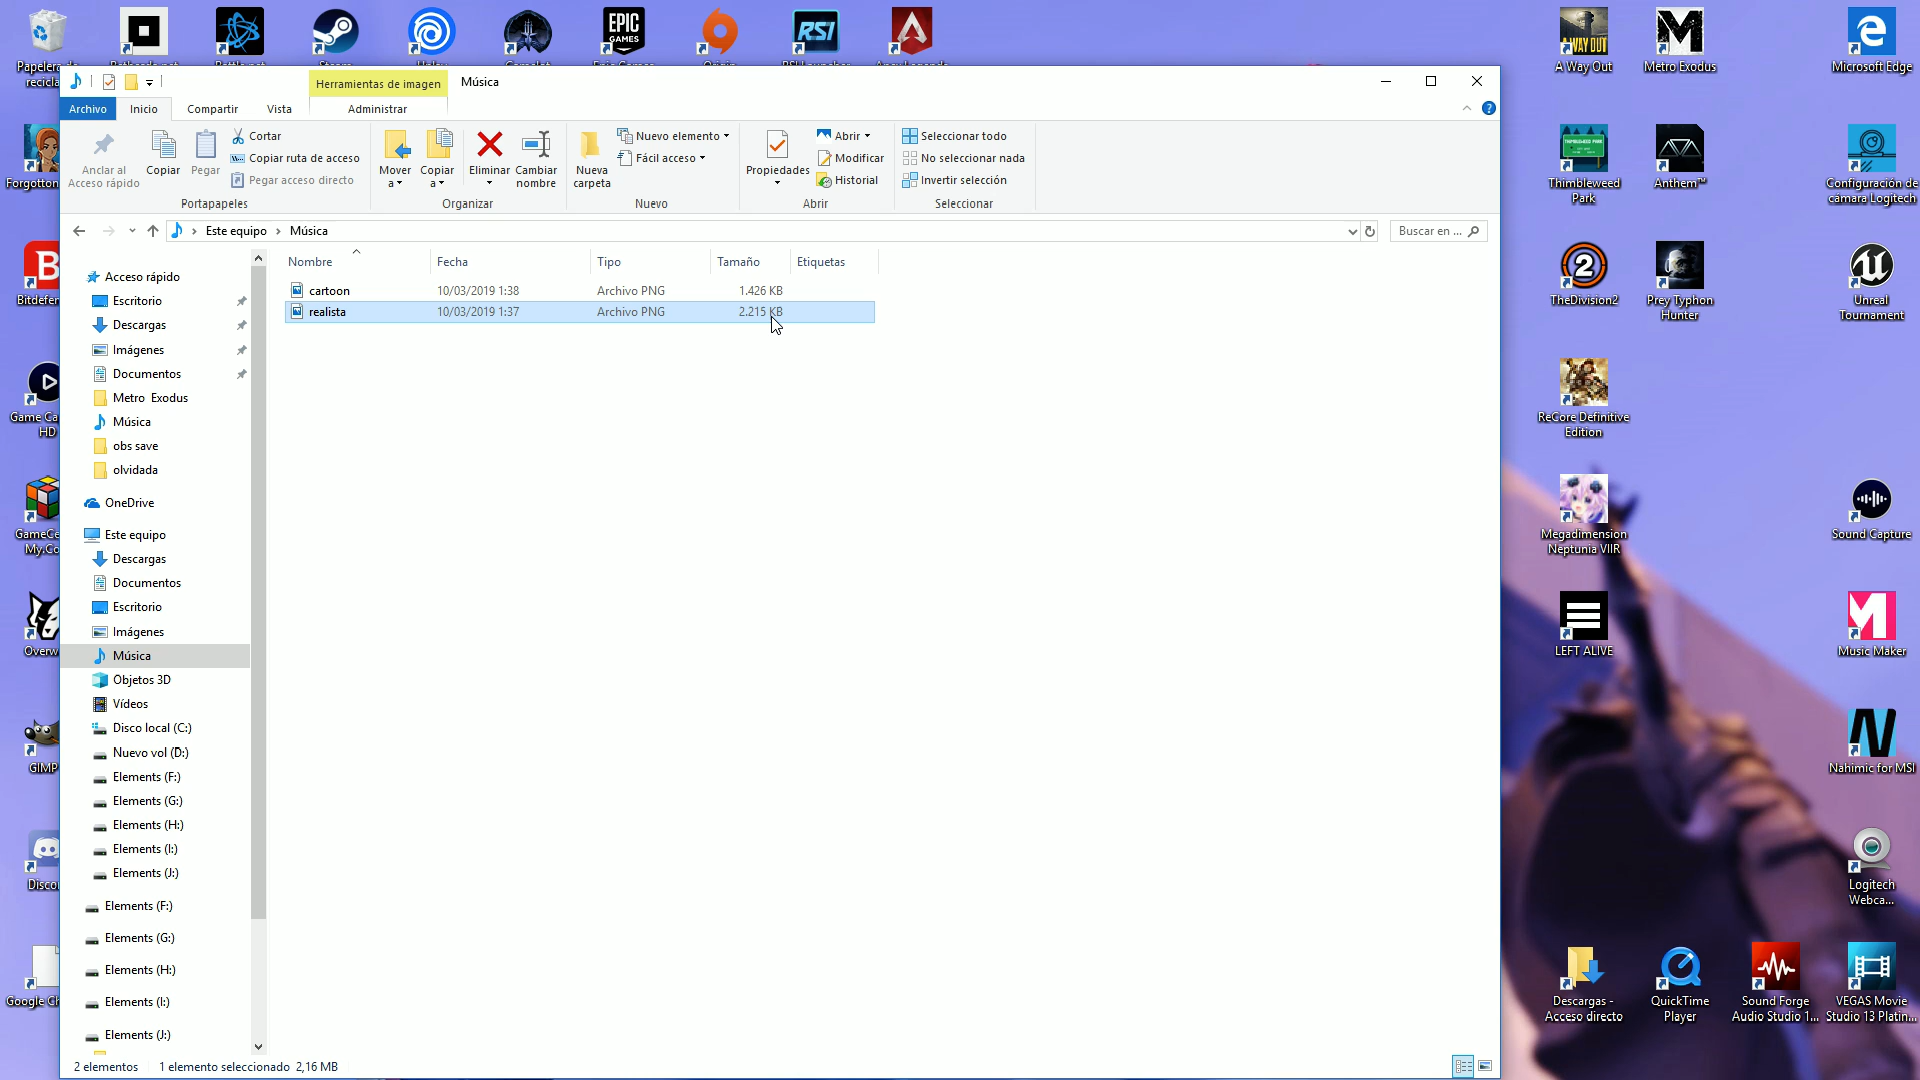 Papelera de
recicla
Herramientas de imagen
Música
Archivo
Inicio
Compartir
Vista
Administrar
Anclar al
Acceso rápido
Copiar
Pegar
Cortar
Copiar ruta de acceso
Pegar acceso directo
Portapapeles
Mover
a
Copiar
a
Eliminar
Cambiar
nombre
Organizar
Nueva
carpeta
Nuevo elemento
Fácil acceso
Nuevo
Propiedades
Abrir
Modificar
Historial
Abrir
Seleccionar todo
No seleccionar nada
Invertir selección
Seleccionar
Este equipo
Música
Buscar en ...
Nombre
Fecha
Tipo
Tamaño
Etiquetas
cartoon 10/03/2019 1:38 Archivo PNG 1.426 KB
realista 10/03/2019 1:37 Archivo PNG 2.215 KB
Acceso rápido
Escritorio
Descargas
Imágenes
Documentos
Metro Exodus
Música
obs save
olvidada
OneDrive
Este equipo
Descargas
Documentos
Escritorio
Imágenes
Música
Objetos 3D
Vídeos
Disco local (C:)
Nuevo vol (D:)
Elements (F:)
Elements (G:)
Elements (H:)
Elements (I:)
Elements (J:)
Elements (F:)
Elements (G:)
Elements (H:)
Elements (I:)
Elements (J:)
2 elementos
1 elemento seleccionado 2,16 MB
EPIC
GAMES
RSI
Forgotton
B
Bitdefen
Game Ca
HD
GameCe
My.Co
Overw
GIMP
Discor
Google Ch
A WAY OUT
A Way Out
Metro Exodus
Microsoft Edge
THIMBLEWEED
PARK
Thimbleweed
Park
Anthem™
Configuración de
cámara Logitech
2
TheDivision2
Prey Typhon
Hunter
Unreal
Tournament
ReCore Definitive
Edition
Megadimension
Neptunia VIIR
Sound Capture
LEFT ALIVE
Music Maker
Nahimic for MSI
Logitech
Webca...
Descargas -
Acceso directo
QuickTime
Player
Sound Forge
Audio Studio 1...
VEGAS Movie
Studio 13 Platin...